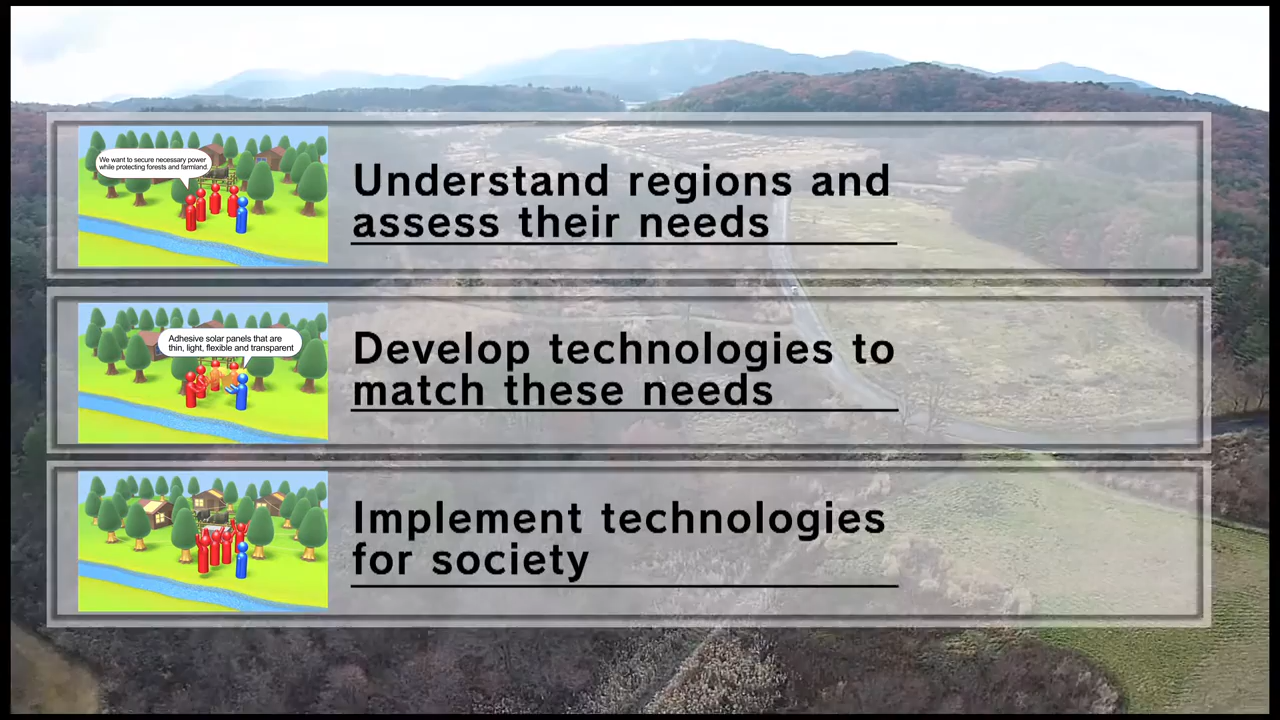 We want to secure necessary power
while protecting forests and farmland.
Understand regions and
assess their needs
Adhesive solar panels that are
thin, light, flexible and transparent
Develop technologies to
match these needs
Implement technologies
for society